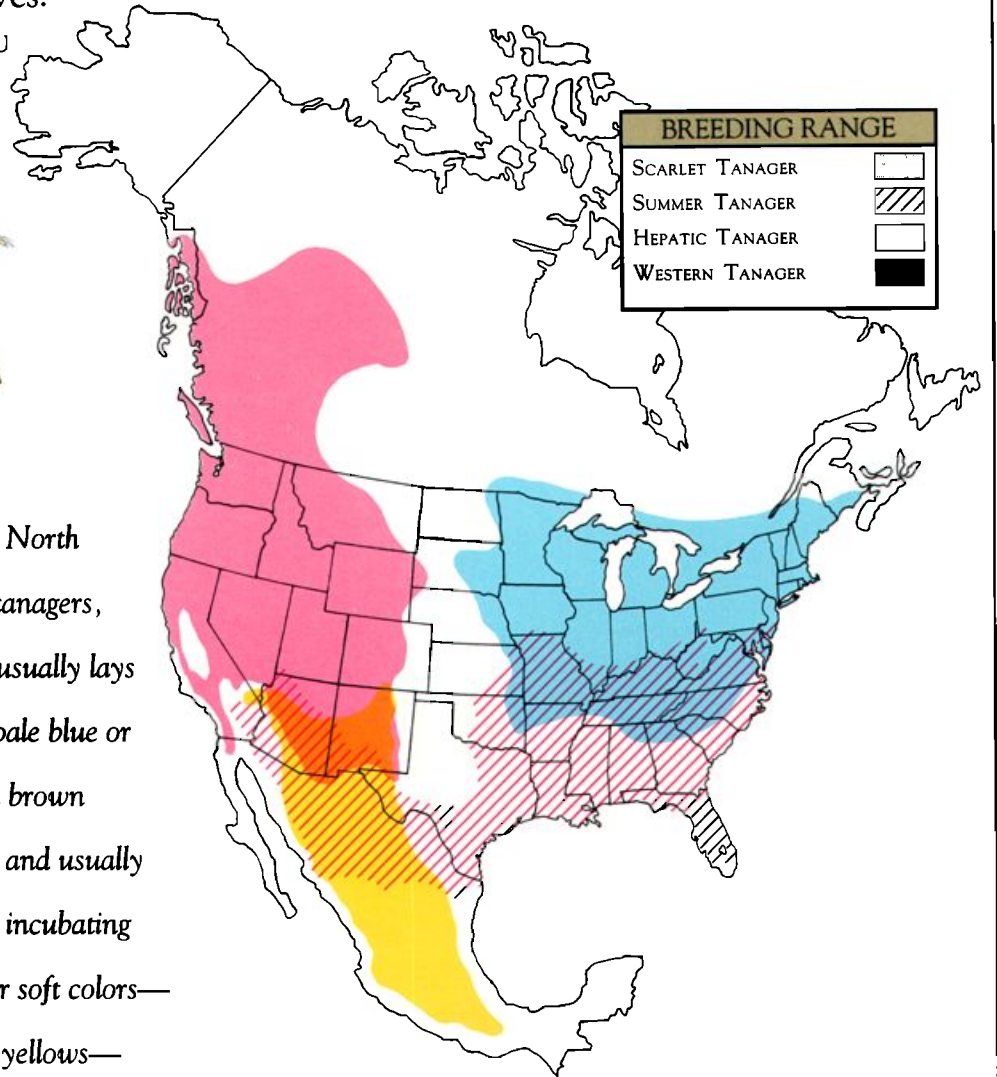 ves.
BREEDING RANGE
SCARLET TANAGER
SUMMER TANAGER
HEPATIC TANAGER
WESTERN TANAGER
North
tanagers,
usually lays
pale blue or
brown
and usually
incubating
r soft colors—
yellows—